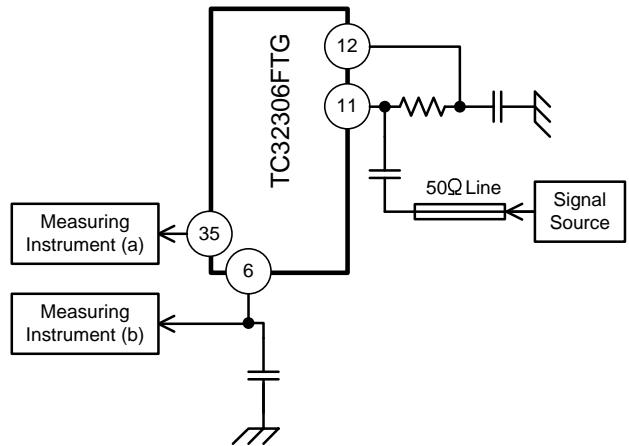 12
TC32306FTG
11
50Ω Line
Signal
Source
Measuring
Instrument (a)
35
6
Measuring
Instrument (b)